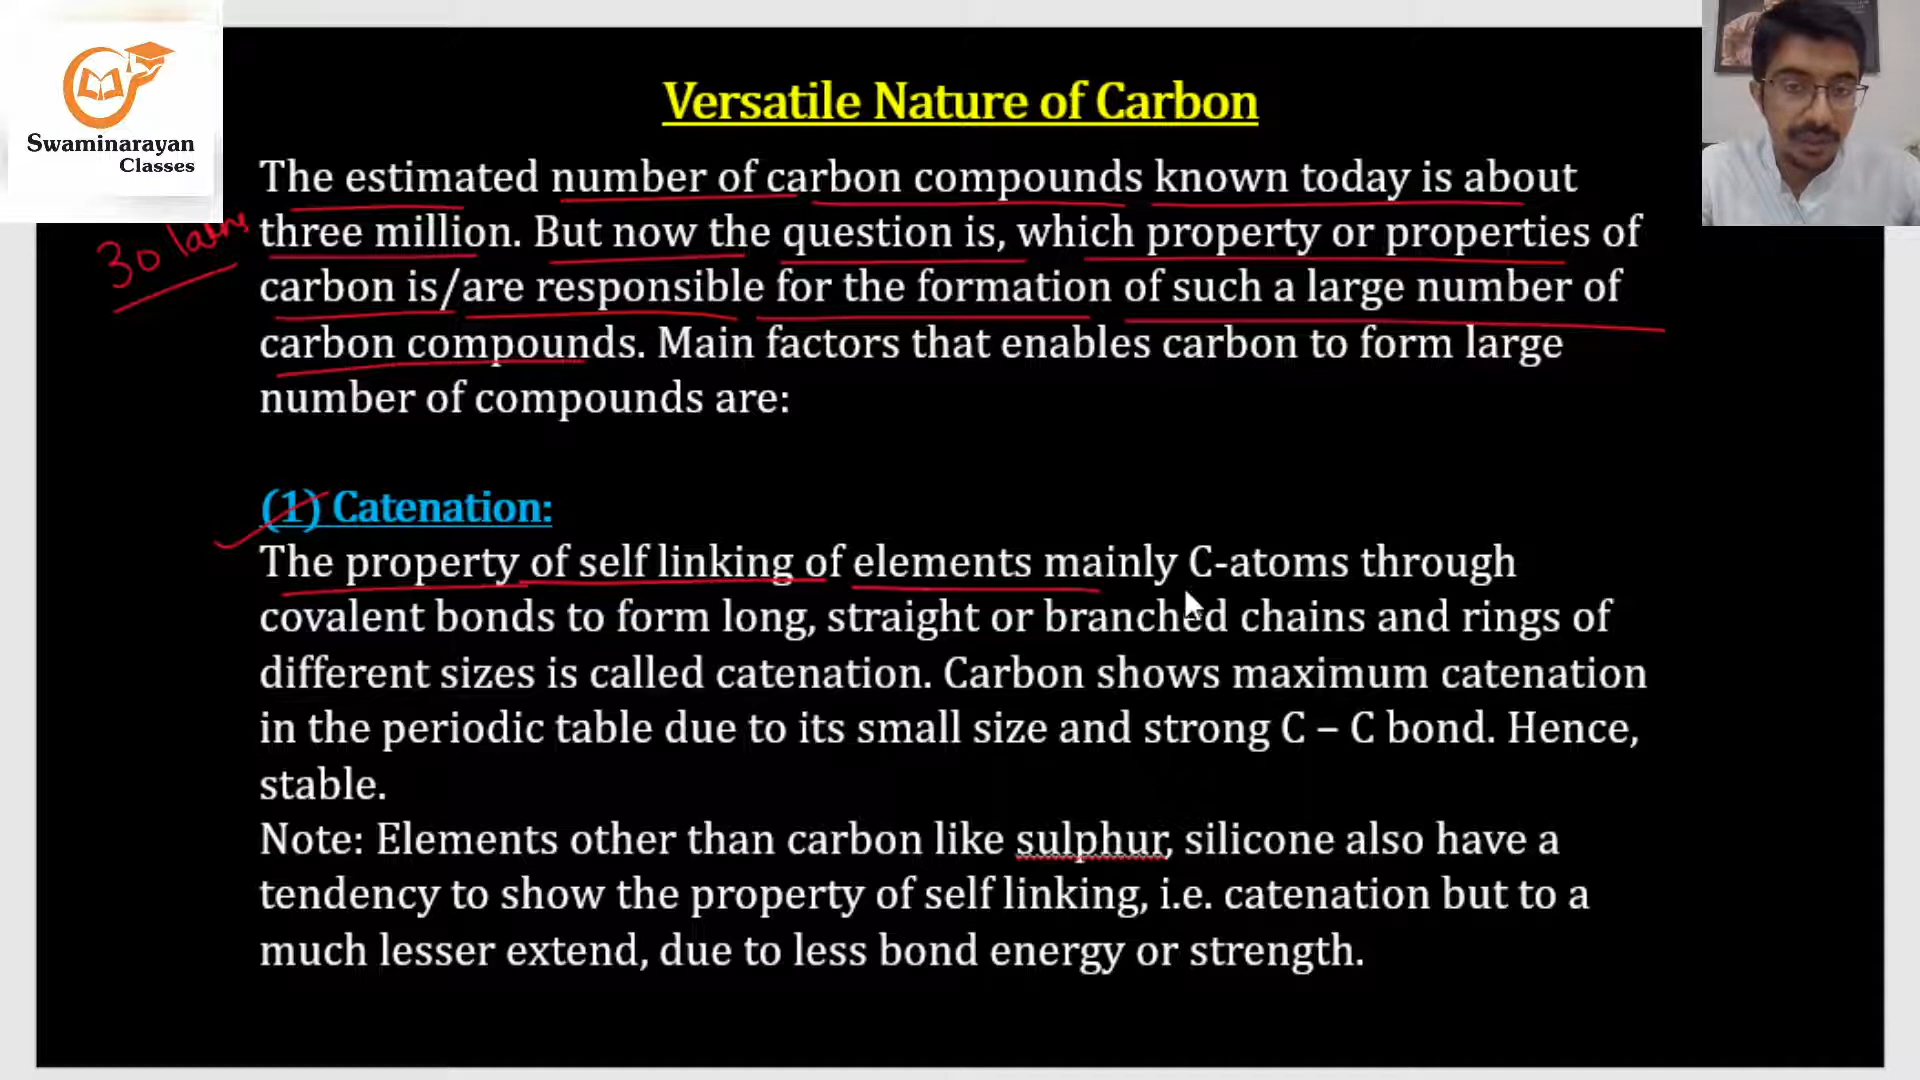 Swaminarayan
Classes
Versatile Nature of Carbon
The estimated number of carbon compounds known today is about
three million. But now the question is, which property or properties of
30 lakhs
carbon is/are responsible for the formation of such a large number of
carbon compounds. Main factors that enables carbon to form large
number of compounds are:
(1) Catenation:
The property of self linking of elements mainly C-atoms through
covalent bonds to form long, straight or branched chains and rings of
different sizes is called catenation. Carbon shows maximum catenation
in the periodic table due to its small size and strong C – C bond. Hence,
stable.
Note: Elements other than carbon like sulphur, silicone also have a
tendency to show the property of self linking, i.e. catenation but to a
much lesser extend, due to less bond energy or strength.